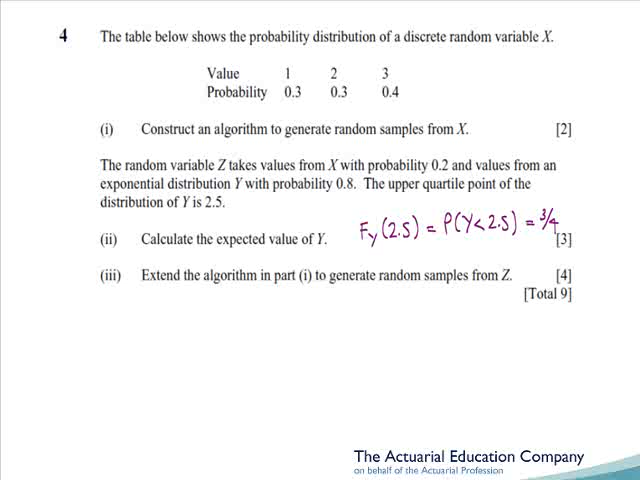 4 The table below shows the probability distribution of a discrete random variable X.
Value 1 2 3
Probability 0.3 0.3 0.4
(i) Construct an algorithm to generate random samples from X. [2]
The random variable Z takes values from X with probability 0.2 and values from an
exponential distribution Y with probability 0.8. The upper quartile point of the
distribution of Y is 2.5.
F_Y(2.5) = P(Y < 2.5) = 3/4
(ii) Calculate the expected value of Y. [3]
(iii) Extend the algorithm in part (i) to generate random samples from Z. [4]
[Total 9]
The Actuarial Education Company
on behalf of the Actuarial Profession